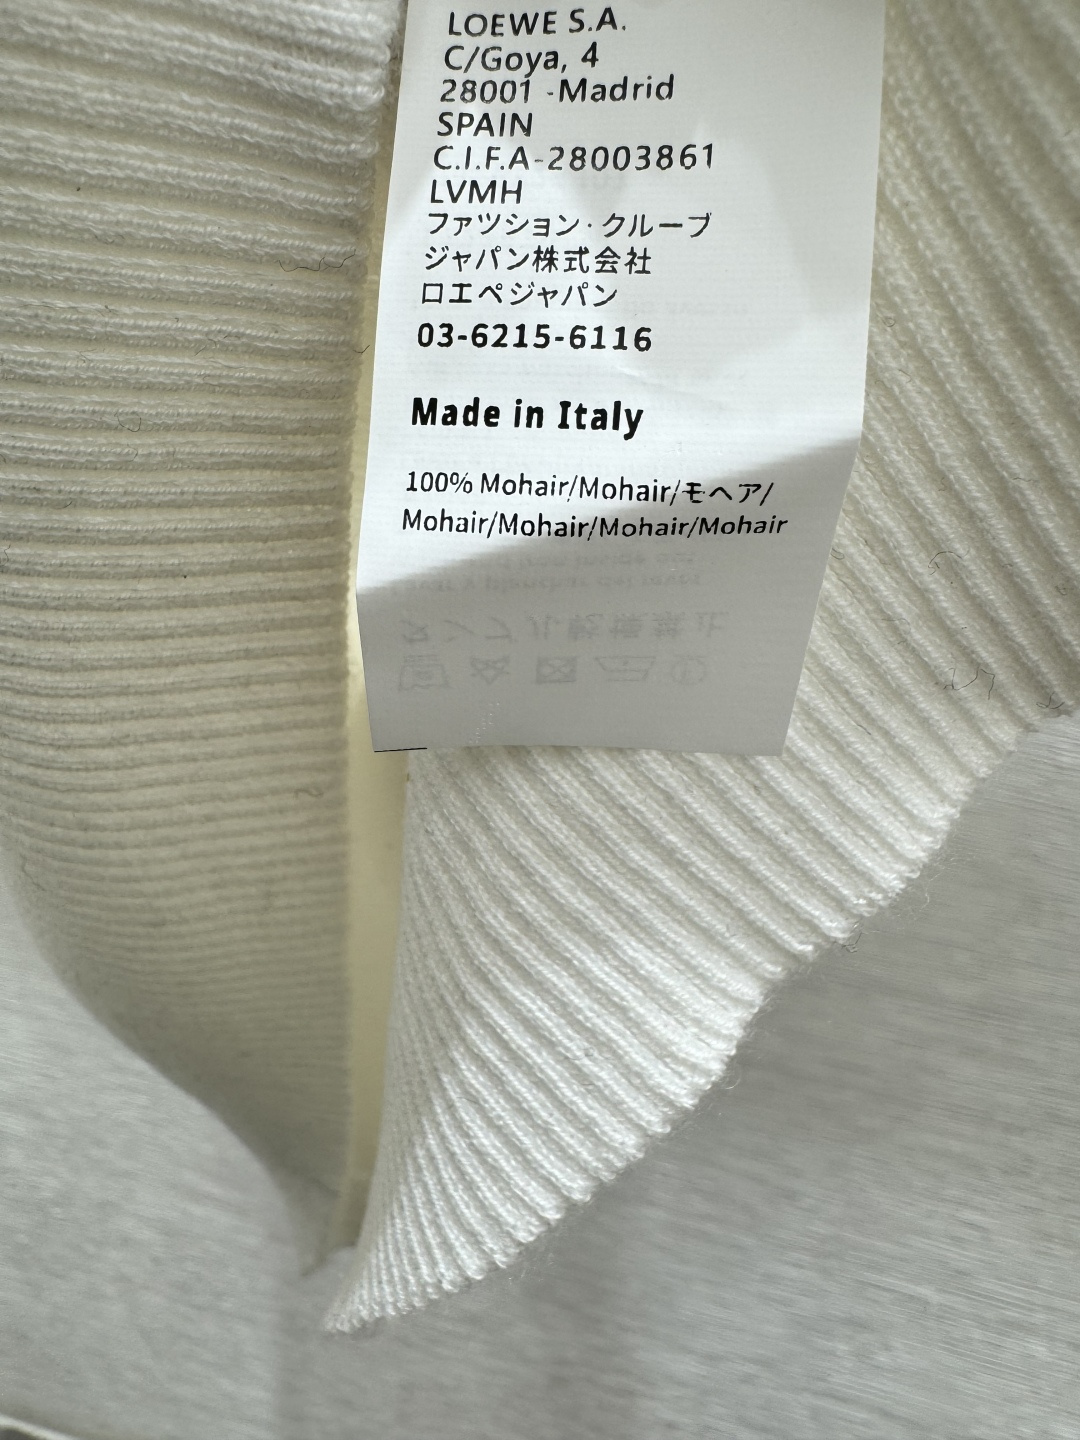 LOEWE S.A.
C/Goya, 4
28001 -Madrid
SPAIN
C.I.F.A-28003861
LVMH
ファツション·クルーブ
ジャパン株式会社
ロエペジャパン
03-6215-6116
Made in Italy
100% Mohair/Mohair/モヘア/
Mohair/Mohair/Mohair/Mohair